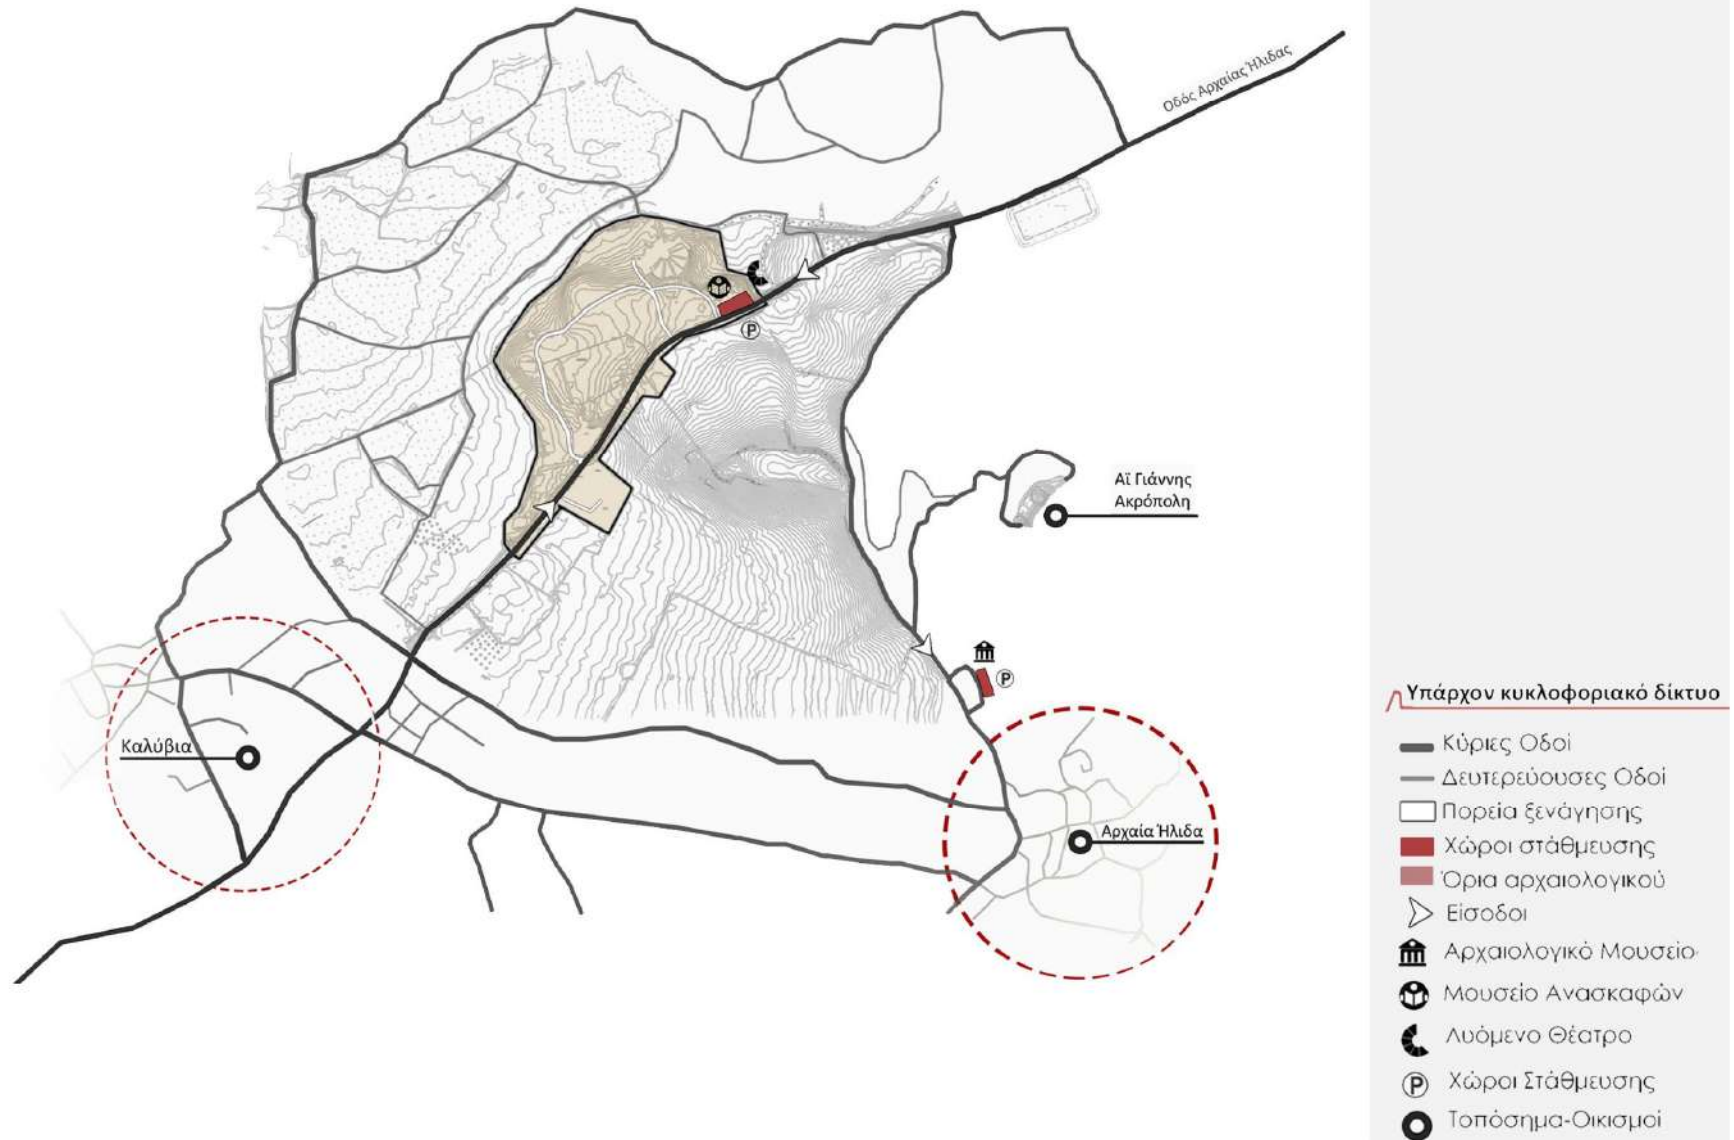 Οδός Αρχαίας Ήλιδας
Αϊ Γιάννης
Ακρόπολη
Καλύβια
Αρχαία Ήλιδα
P
P
Υπάρχον κυκλοφοριακό δίκτυο
Κύριες Οδοί
Δευτερεύουσες Οδοί
Πορεία ξενάγησης
Χώροι στάθμευσης
Όρια αρχαιολογικού
Είσοδοι
Αρχαιολογικό Μουσείο
Μουσείο Ανασκαφών
Λυόμενο Θέατρο
P Χώροι Στάθμευσης
Τοπόσημα-Οικισμοί